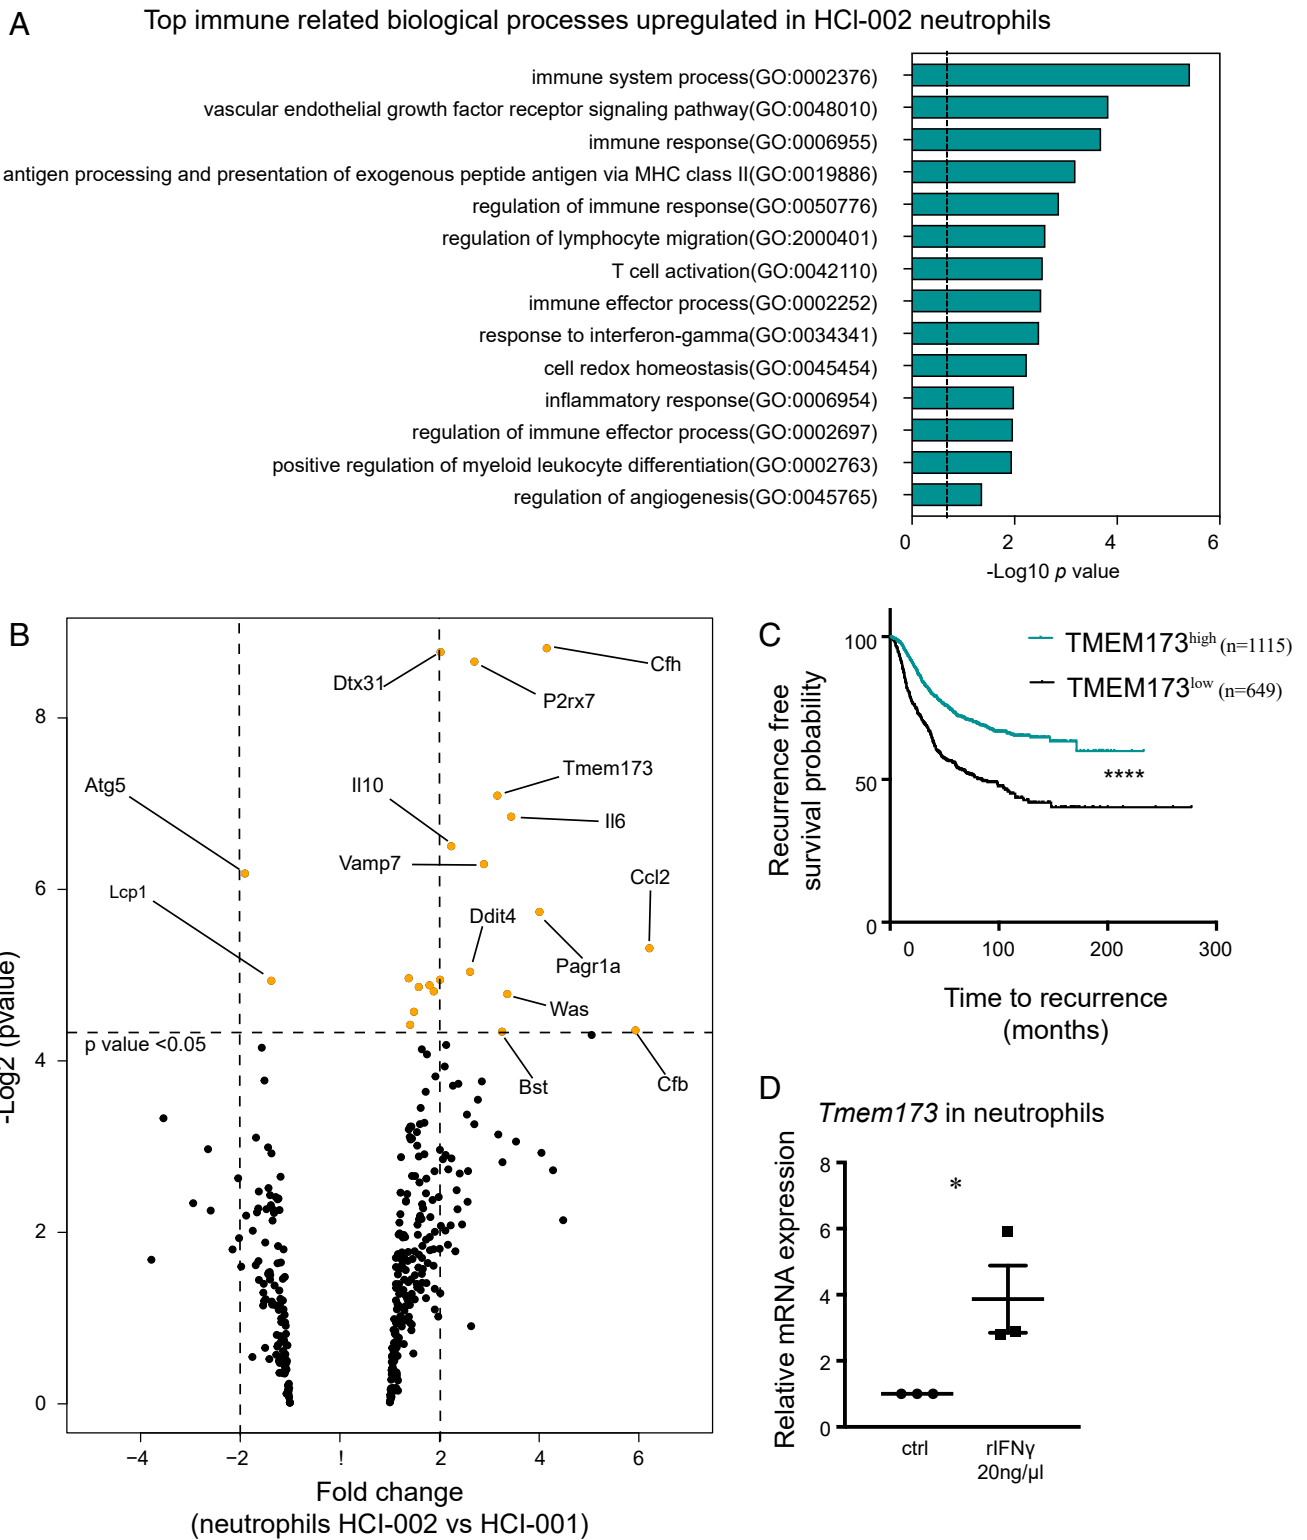 A
Top immune related biological processes upregulated in HCI-002 neutrophils
immune system process(GO:0002376)
vascular endothelial growth factor receptor signaling pathway(GO:0048010)
immune response(GO:0006955)
antigen processing and presentation of exogenous peptide antigen via MHC class II(GO:0019886)
regulation of immune response(GO:0050776)
regulation of lymphocyte migration(GO:2000401)
T cell activation(GO:0042110)
immune effector process(GO:0002252)
response to interferon-gamma(GO:0034341)
cell redox homeostasis(GO:0045454)
inflammatory response(GO:0006954)
regulation of immune effector process(GO:0002697)
positive regulation of myeloid leukocyte differentiation(GO:0002763)
regulation of angiogenesis(GO:0045765)
0 2 4 6
-Log10 p value
B
-Log2 (pvalue)
8
6
4
2
0
Dtx31
Cfh
P2rx7
Tmem173
Atg5
Il10
Il6
Vamp7
Ccl2
Lcp1
Ddit4
Pagr1a
Was
p value <0.05
Bst
Cfb
−4 −2 ! 2 4 6
Fold change
(neutrophils HCI-002 vs HCI-001)
C
Recurrence free
survival probability
100
50
0
TMEM173high (n=1115)
TMEM173low (n=649)
****
0 100 200 300
Time to recurrence
(months)
D
Tmem173 in neutrophils
Relative mRNA expression
8
6
4
2
0
*
ctrl rIFNγ
20ng/µl